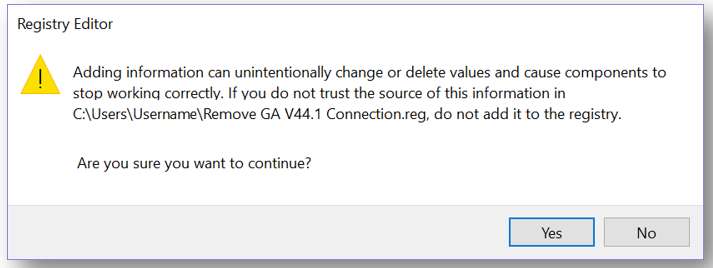 Registry Editor
Adding information can unintentionally change or delete values and cause components to
stop working correctly. If you do not trust the source of this information in
C:\Users\Username\Remove GA V44.1 Connection.reg, do not add it to the registry.
Are you sure you want to continue?
Yes
No